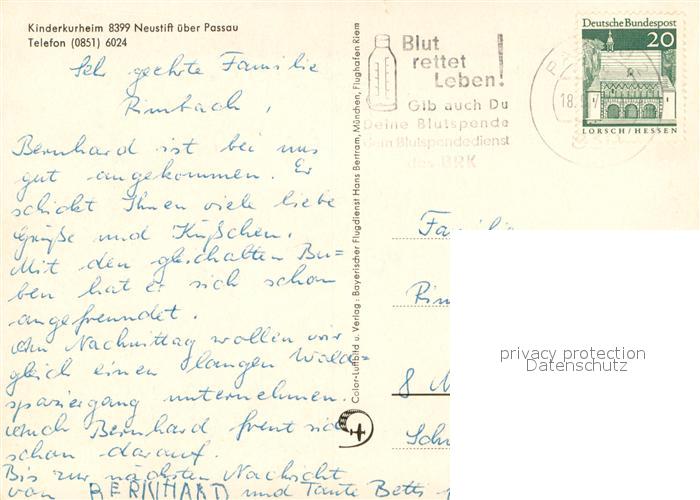 Kinderkurheim 8399 Neustift über Passau
Telefon (0851) 6024
Sehr geehrte Familie
Rimbach,
Bernhard ist bei uns
gut angekommen. Er
schickt Ihnen viele liebe
Grüße und Küßchen.
Mit den gleichalten Bu=
ben hat er sich schon
angefreundet.
Am Nachmittag wollen wir
gleich einen langen Wald=
spaziergang unternehmen.
Auch Bernhard freut sich
schon darauf.
Bis zur nächsten Nachricht
von BERNHARD und Tante Betti
Color-Luftbild u. Verlag: Bayerischer Flugdienst Hans Bertram, München, Flughafen Riem
Blut
rettet
Leben!
Gib auch Du
Deine Blutspende
dem Blutspendedienst
des BRK
18.
Deutsche Bundespost
20
LORSCH/HESSEN
Familie
Rim
8 M
Sch
privacy protection
Datenschutz